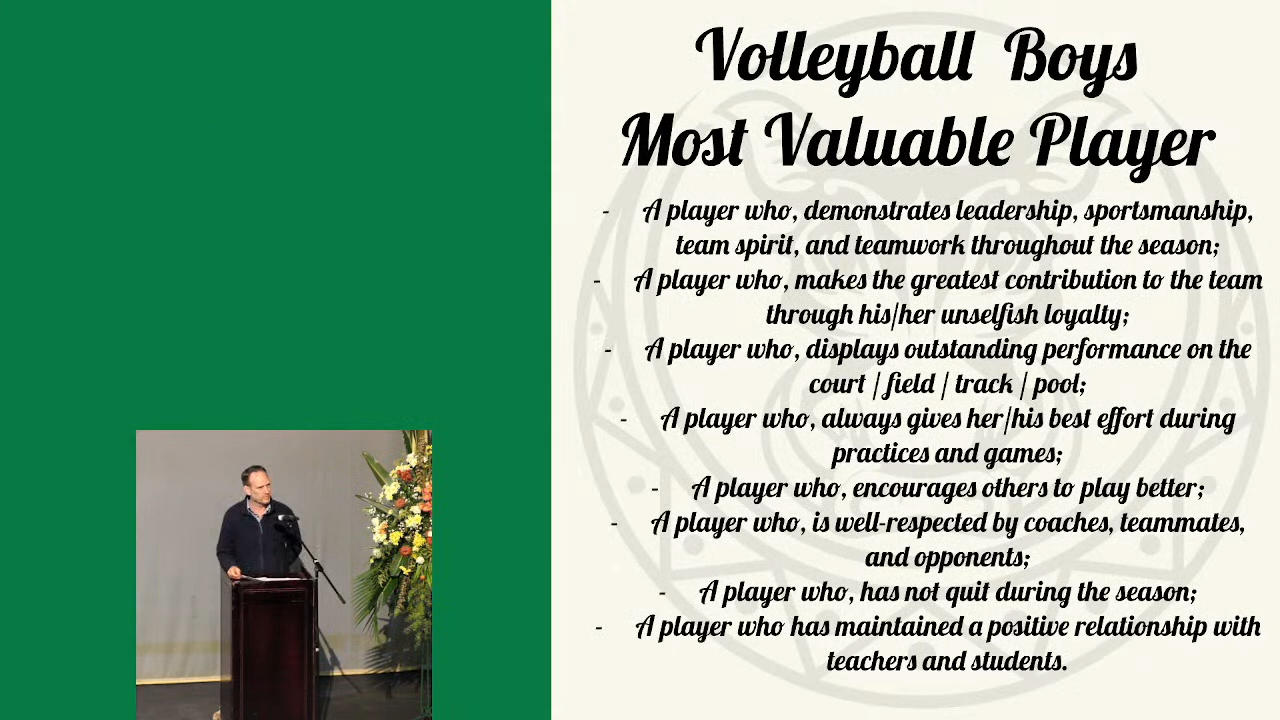 Volleyball Boys
Most Valuable Player
- A player who, demonstrates leadership, sportsmanship,
team spirit, and teamwork throughout the season;
- A player who, makes the greatest contribution to the team
through his/her unselfish loyalty;
- A player who, displays outstanding performance on the
court / field / track / pool;
- A player who, always gives her/his best effort during
practices and games;
- A player who, encourages others to play better;
- A player who, is well-respected by coaches, teammates,
and opponents;
- A player who, has not quit during the season;
- A player who has maintained a positive relationship with
teachers and students.